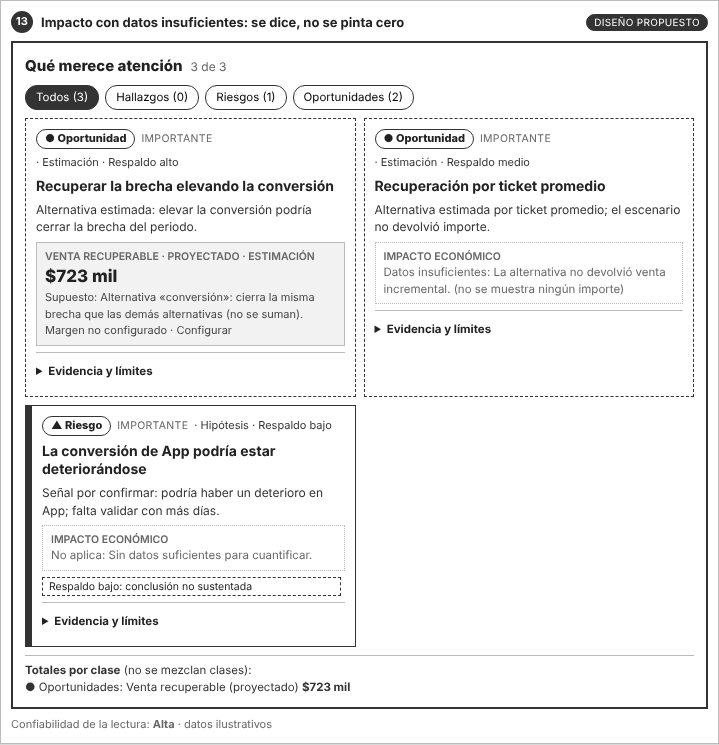 13 Impacto con datos insuficientes: se dice, no se pinta cero
DISEÑO PROPUESTO
Qué merece atención 3 de 3
Todos (3) Hallazgos (0) Riesgos (1) Oportunidades (2)
● Oportunidad IMPORTANTE
· Estimación · Respaldo alto
Recuperar la brecha elevando la conversión
Alternativa estimada: elevar la conversión podría
cerrar la brecha del periodo.
VENTA RECUPERABLE · PROYECTADO · ESTIMACIÓN
$723 mil
Supuesto: Alternativa «conversión»: cierra la misma
brecha que las demás alternativas (no se suman).
Margen no configurado · Configurar
▶ Evidencia y límites
● Oportunidad IMPORTANTE
· Estimación · Respaldo medio
Recuperación por ticket promedio
Alternativa estimada por ticket promedio; el escenario
no devolvió importe.
IMPACTO ECONÓMICO
Datos insuficientes: La alternativa no devolvió venta
incremental. (no se muestra ningún importe)
▶ Evidencia y límites
▲ Riesgo IMPORTANTE · Hipótesis · Respaldo bajo
La conversión de App podría estar
deteriorándose
Señal por confirmar: podría haber un deterioro en
App; falta validar con más días.
IMPACTO ECONÓMICO
No aplica: Sin datos suficientes para cuantificar.
Respaldo bajo: conclusión no sustentada
▶ Evidencia y límites
Totales por clase (no se mezclan clases):
● Oportunidades: Venta recuperable (proyectado) $723 mil
Confiabilidad de la lectura: Alta · datos ilustrativos